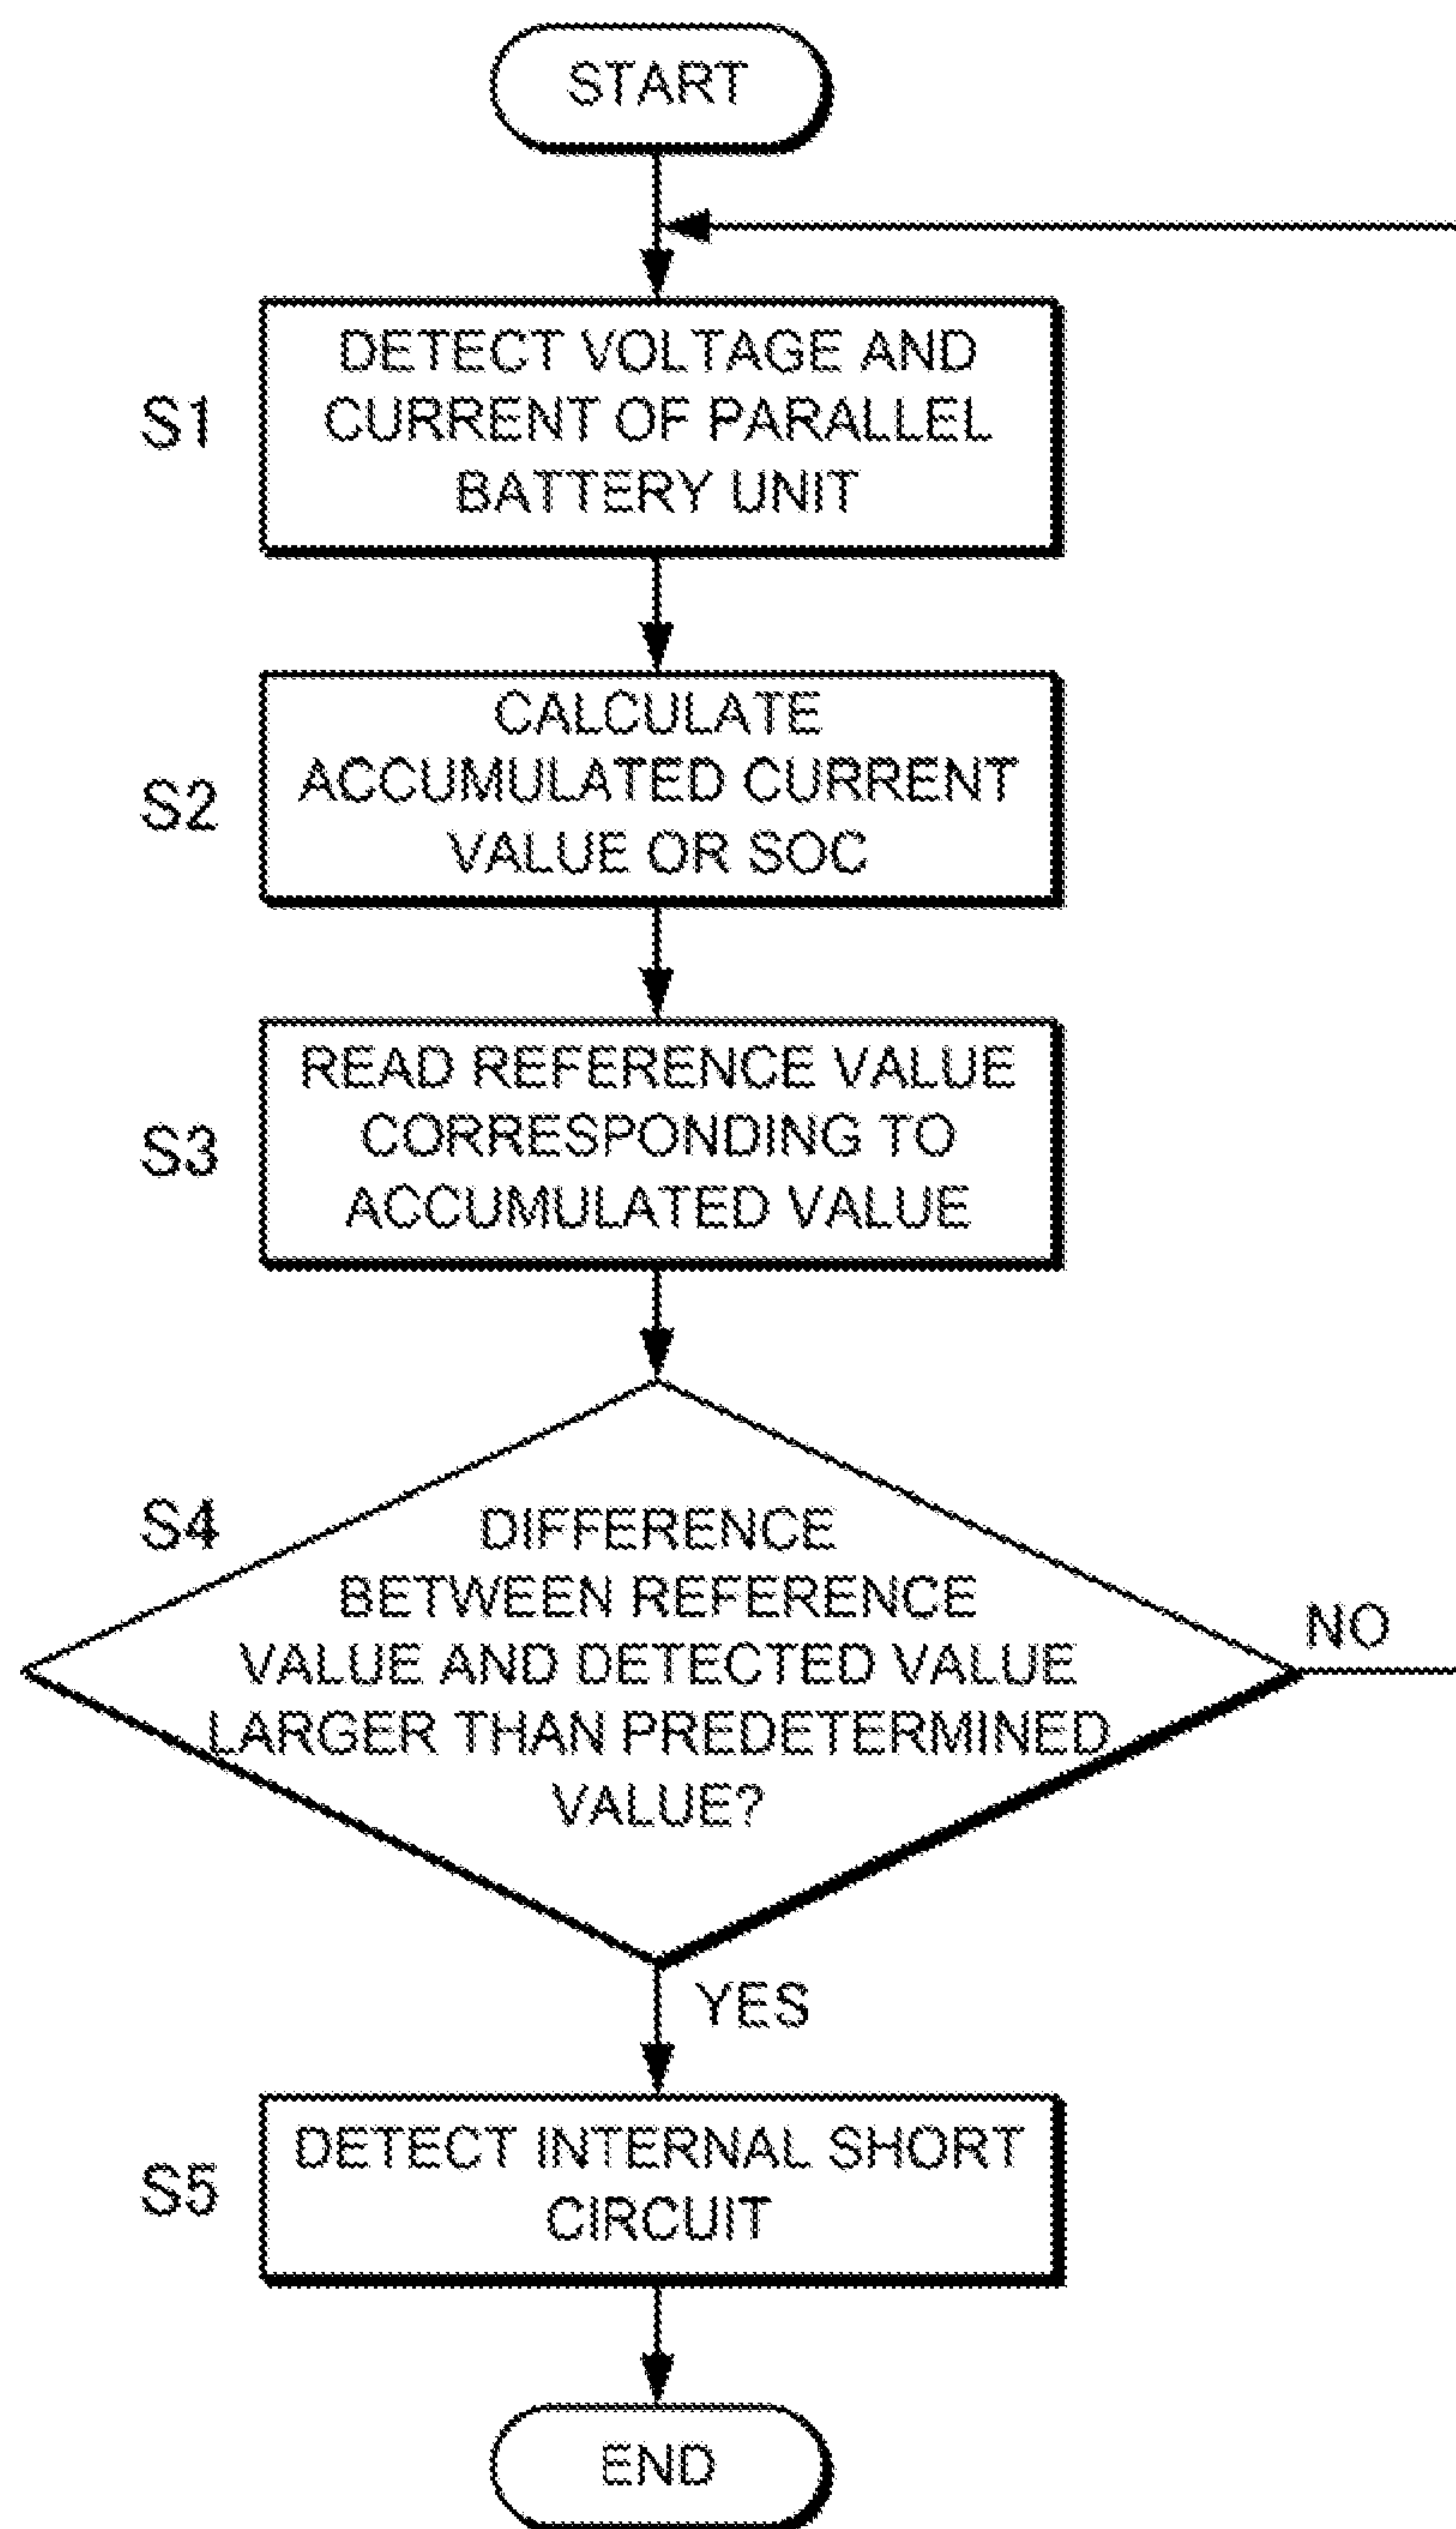 START
S1
DETECT VOLTAGE AND
CURRENT OF PARALLEL
BATTERY UNIT
S2
CALCULATE
ACCUMULATED CURRENT
VALUE OR SOC
S3
READ REFERENCE VALUE
CORRESPONDING TO
ACCUMULATED VALUE
S4
DIFFERENCE
BETWEEN REFERENCE
VALUE AND DETECTED VALUE
LARGER THAN PREDETERMINED
VALUE?
NO
YES
S5
DETECT INTERNAL SHORT
CIRCUIT
END